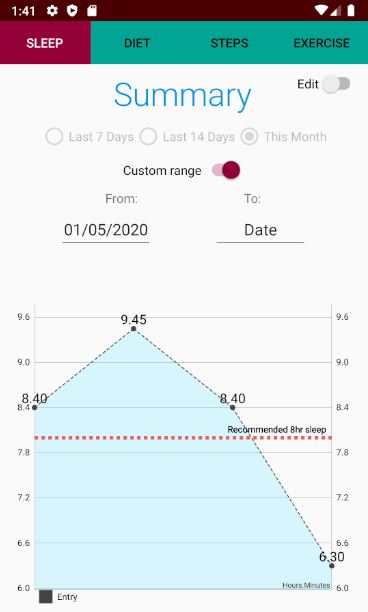 1:41
SLEEP DIET STEPS EXERCISE
Edit
Summary
Last 7 Days Last 14 Days This Month
Custom range
From: To:
01/05/2020 Date
9.6 9.6
9.45
9.0 9.0
8.40 8.40
8.4 8.4
Recommended 8hr sleep
7.8 7.8
7.2 7.2
6.6 6.6
6.30
Hours.Minutes
6.0 6.0
Entry